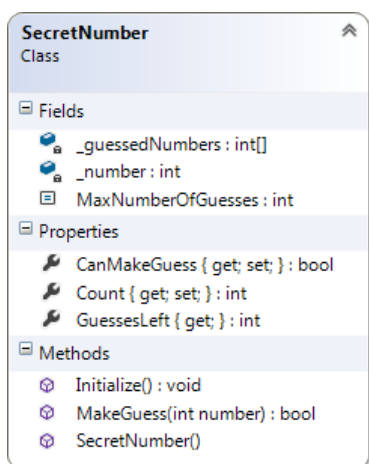 SecretNumber
Class
Fields
_guessedNumbers : int[]
_number : int
MaxNumberOfGuesses : int
Properties
CanMakeGuess { get; set; } : bool
Count { get; set; } : int
GuessesLeft { get; } : int
Methods
Initialize() : void
MakeGuess(int number) : bool
SecretNumber()